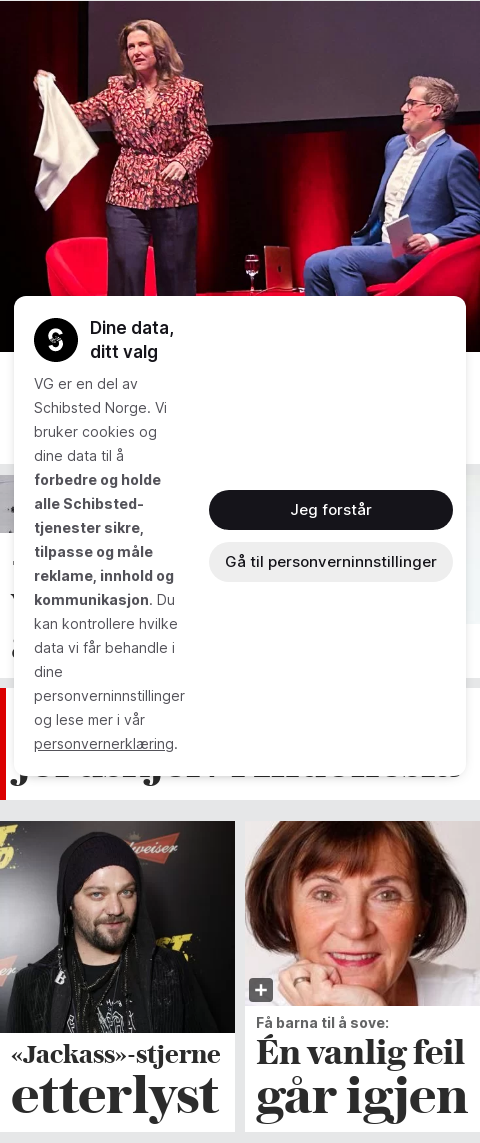 Dine data,
ditt valg
VG er en del av
Schibsted Norge. Vi
bruker cookies og
dine data til å
forbedre og holde
alle Schibsted-
tjenester sikre,
tilpasse og måle
reklame, innhold og
kommunikasjon. Du
kan kontrollere hvilke
data vi får behandle i
dine
personverninnstillinger
og lese mer i vår
personvernerklæring.
Jeg forstår
Gå til personverninnstillinger
«Jackass»-stjerne
etterlyst
Få barna til å sove:
Én vanlig feil
går igjen